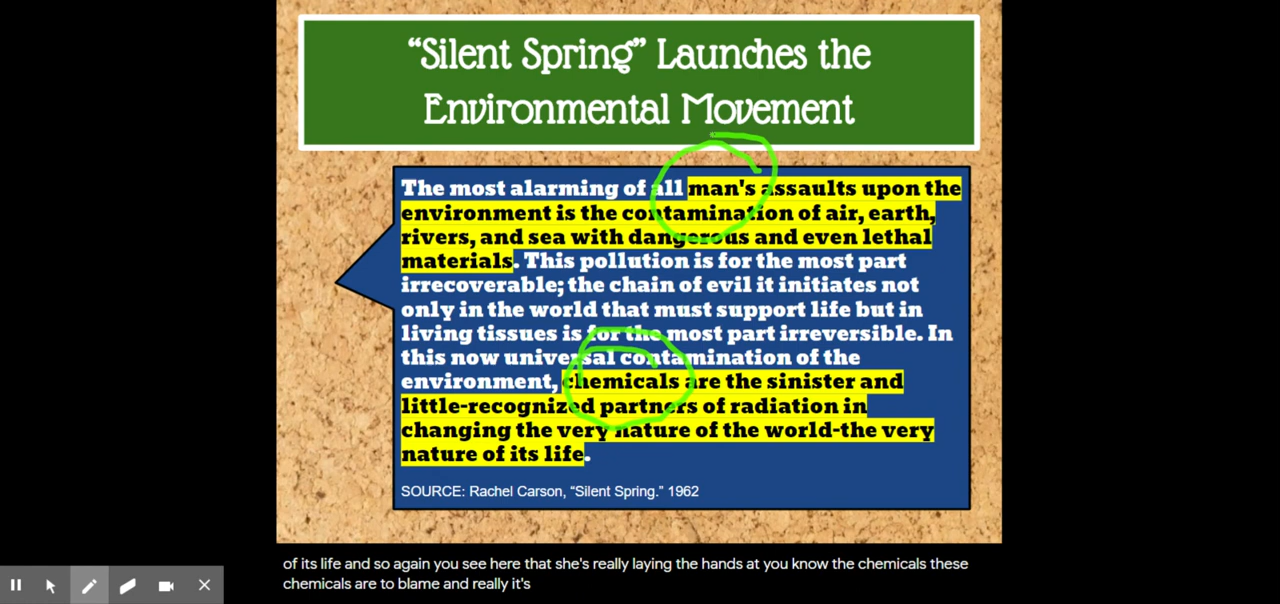 “Silent Spring” Launches the
Environmental Movement
The most alarming of all man's assaults upon the
environment is the contamination of air, earth,
rivers, and sea with dangerous and even lethal
materials. This pollution is for the most part
irrecoverable; the chain of evil it initiates not
only in the world that must support life but in
living tissues is for the most part irreversible. In
this now universal contamination of the
environment, chemicals are the sinister and
little-recognized partners of radiation in
changing the very nature of the world-the very
nature of its life.
SOURCE: Rachel Carson, “Silent Spring.” 1962
of its life and so again you see here that she's really laying the hands at you know the chemicals these
chemicals are to blame and really it's